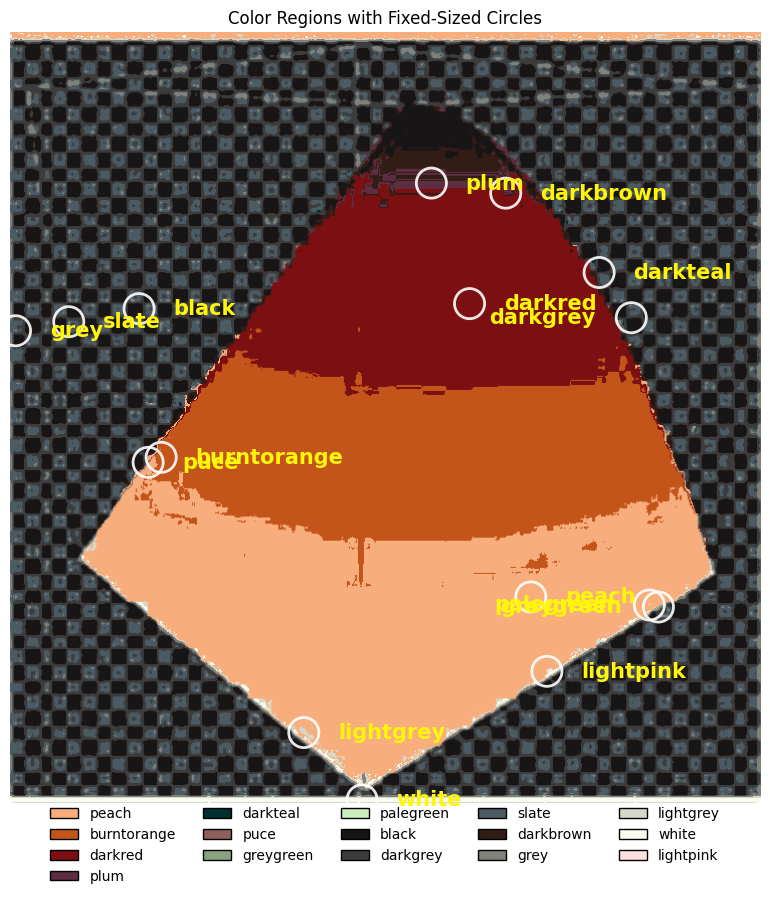 Color Regions with Fixed-Sized Circles
plum
darkbrown
darkteal
darkred
black
darkgrey
slate
grey
burntorange
puce
peach
palegreen
greygreen
lightpink
lightgrey
white
peach darkteal palegreen slate lightgrey
burntorange puce black darkbrown white
darkred greygreen darkgrey grey lightpink
plum